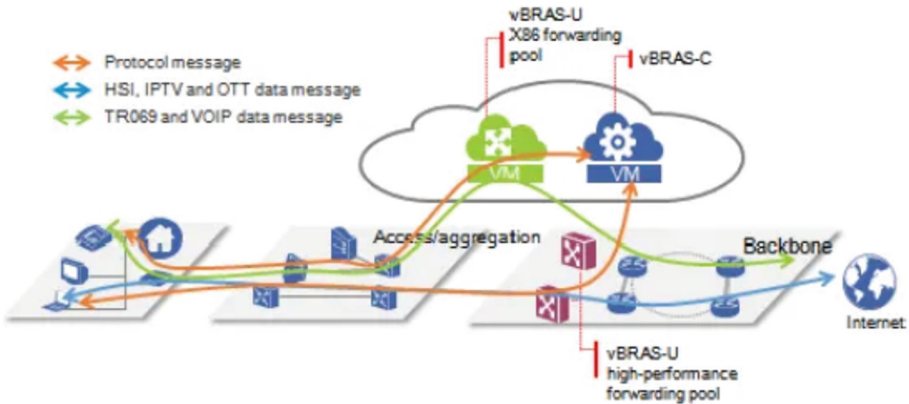 vBRAS-U
X86 forwarding
pool
vBRAS-C
Protocol message
HSI, IPTV and OTT data message
TR069 and VOIP data message
VM
VM
Access/aggregation
Backbone
Internet
vBRAS-U
high-performance
forwarding pool